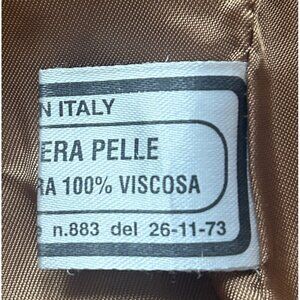 N ITALY
ERA PELLE
RA 100% VISCOSA
n.883 del 26-11-73